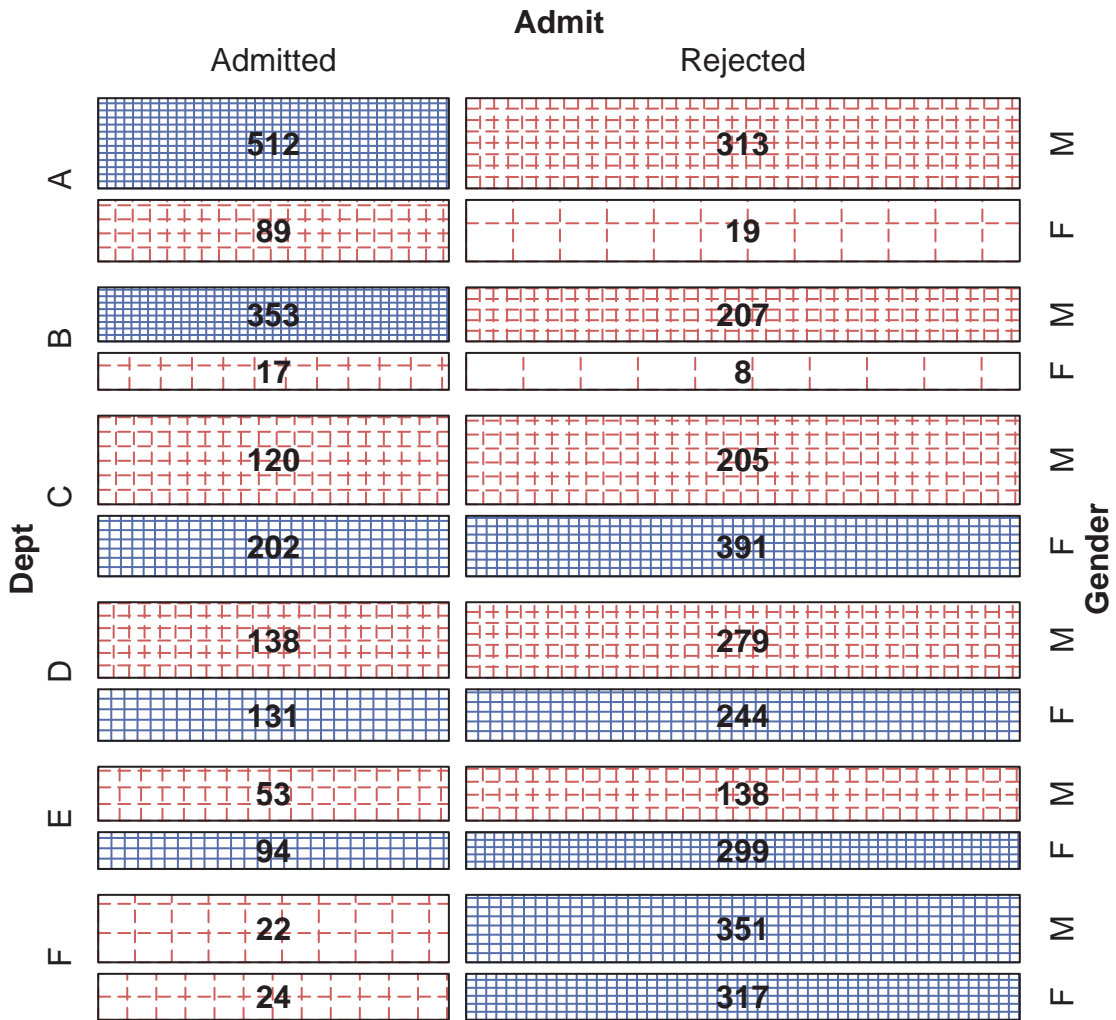 Admit
Admitted Rejected
A 512 313 M
89 19 F
B 353 207 M
17 8 F
C 120 205 M
202 391 F
Dept
Gender
D 138 279 M
131 244 F
E 53 138 M
94 299 F
F 22 351 M
24 317 F